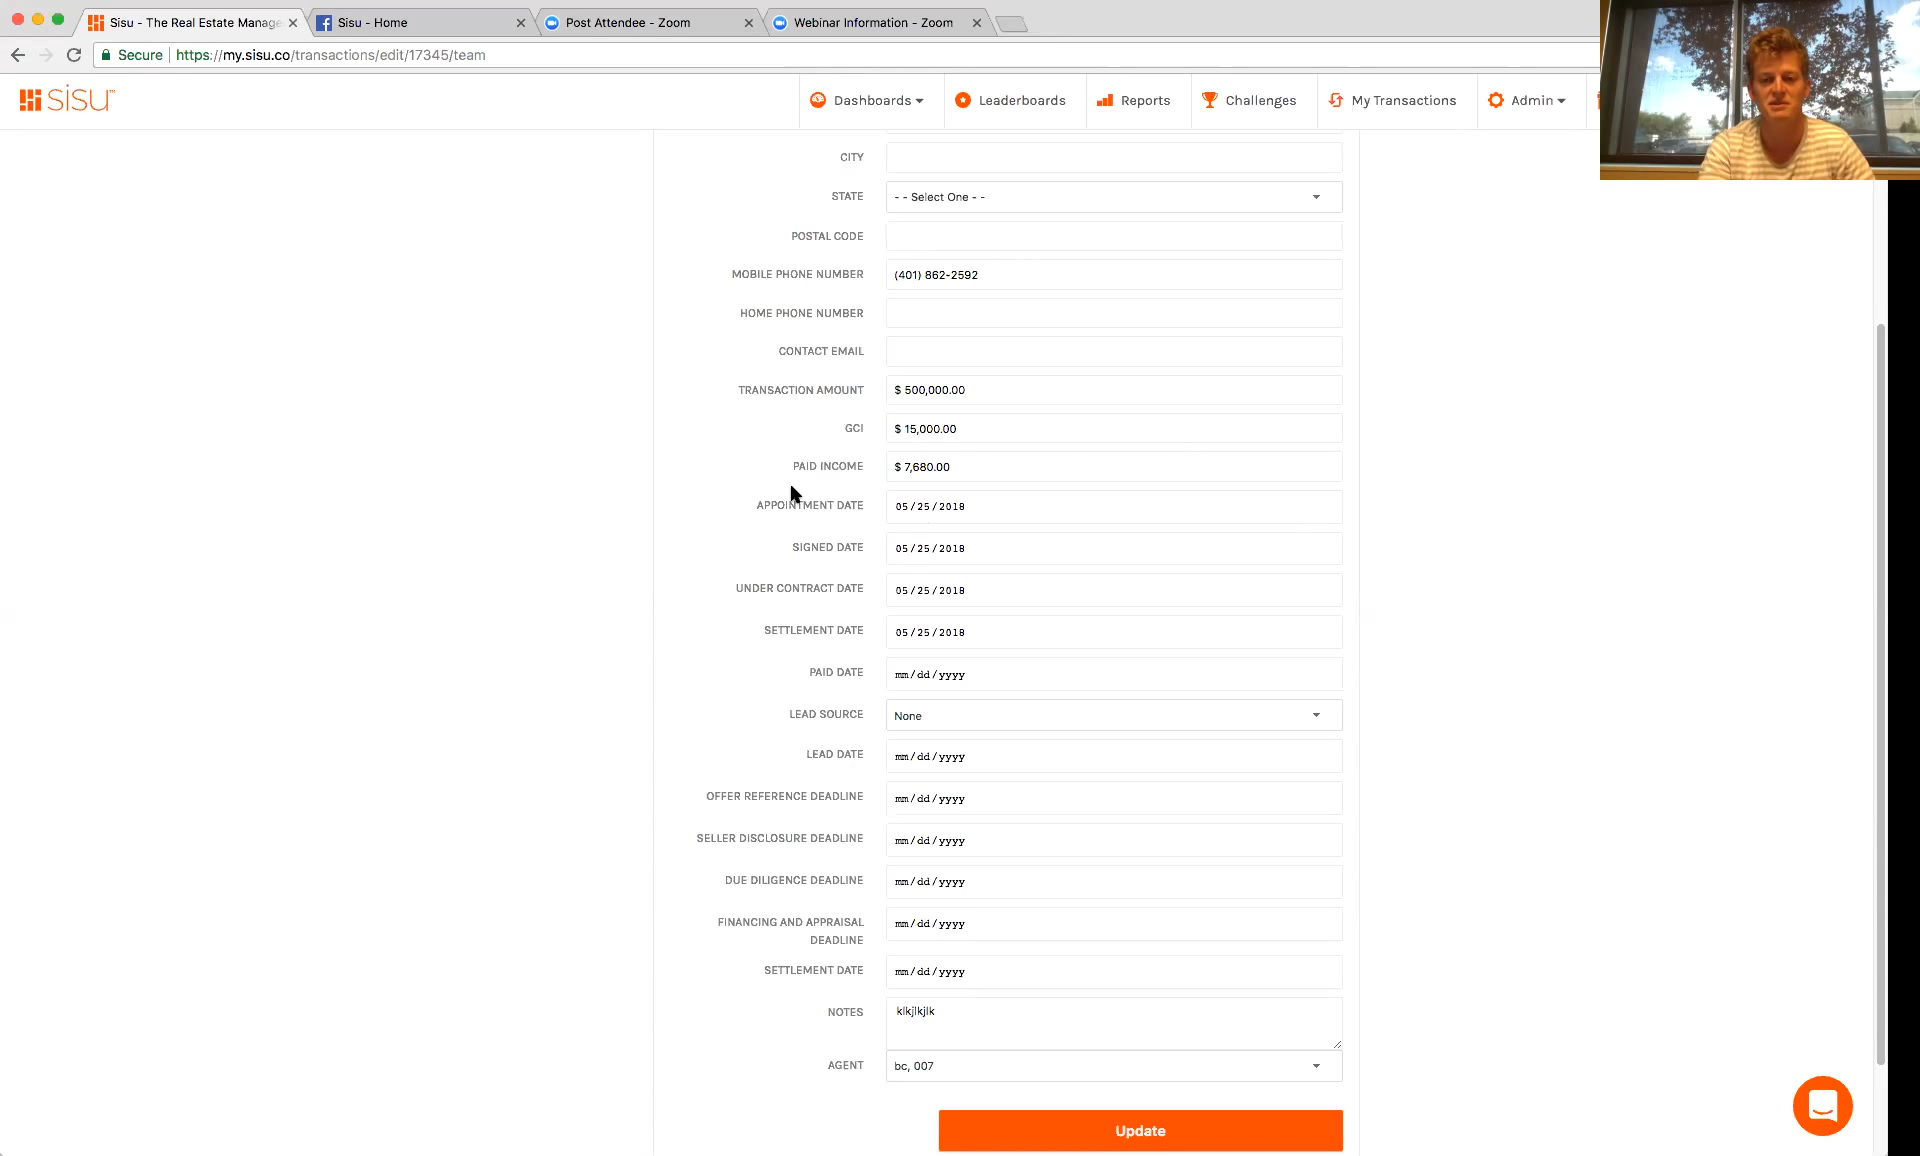 Sisu - The Real Estate Manage
Sisu - Home
Post Attendee - Zoom
Webinar Information - Zoom
Secure
https://my.sisu.co/transactions/edit/17345/team
sisu™
Dashboards
Leaderboards
Reports
Challenges
My Transactions
Admin
CITY
STATE
- - Select One - -
POSTAL CODE
MOBILE PHONE NUMBER
(401) 862-2592
HOME PHONE NUMBER
CONTACT EMAIL
TRANSACTION AMOUNT
$ 500,000.00
GCI
$ 15,000.00
PAID INCOME
$ 7,680.00
APPOINTMENT DATE
05/25/2018
SIGNED DATE
05/25/2018
UNDER CONTRACT DATE
05/25/2018
SETTLEMENT DATE
05/25/2018
PAID DATE
mm/dd/yyyy
LEAD SOURCE
None
LEAD DATE
mm/dd/yyyy
OFFER REFERENCE DEADLINE
mm/dd/yyyy
SELLER DISCLOSURE DEADLINE
mm/dd/yyyy
DUE DILIGENCE DEADLINE
mm/dd/yyyy
FINANCING AND APPRAISAL
DEADLINE
mm/dd/yyyy
SETTLEMENT DATE
mm/dd/yyyy
NOTES
klkjlkjlk
AGENT
bc, 007
Update